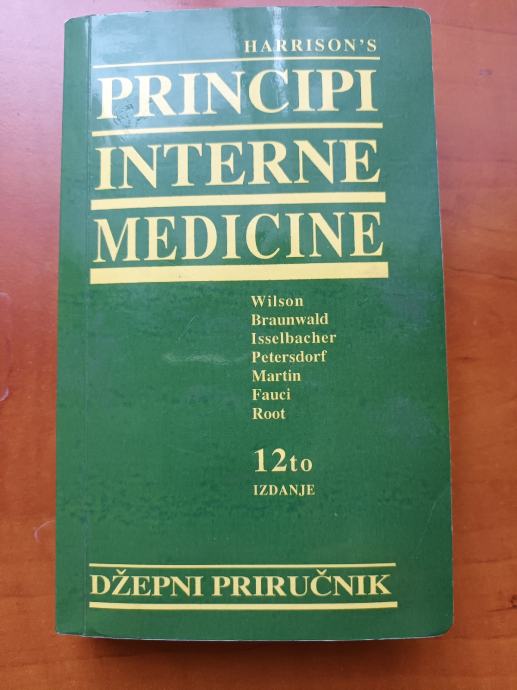 HARRISON'S
PRINCIPI
INTERNE
MEDICINE
Wilson
Braunwald
Isselbacher
Petersdorf
Martin
Fauci
Root
12to
IZDANJE
DŽEPNI PRIRUČNIK